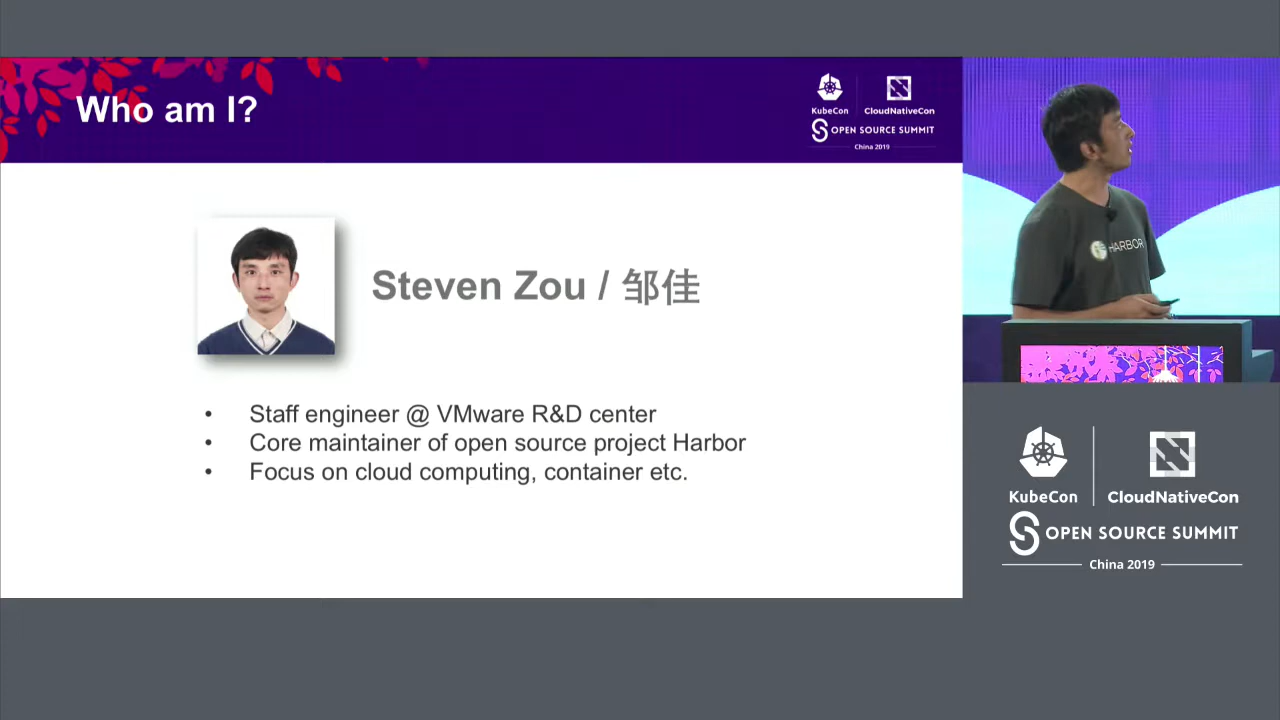 Who am I?
KubeCon
CloudNativeCon
OPEN SOURCE SUMMIT
China 2019
Steven Zou / 邹佳
• Staff engineer @ VMware R&D center
• Core maintainer of open source project Harbor
• Focus on cloud computing, container etc.
HARBOR
KubeCon
CloudNativeCon
OPEN SOURCE SUMMIT
China 2019